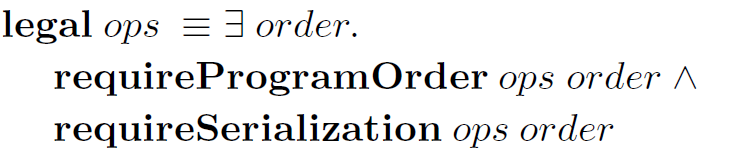 legal ops ≡ ∃ order.
requireProgramOrder ops order ∧
requireSerialization ops order